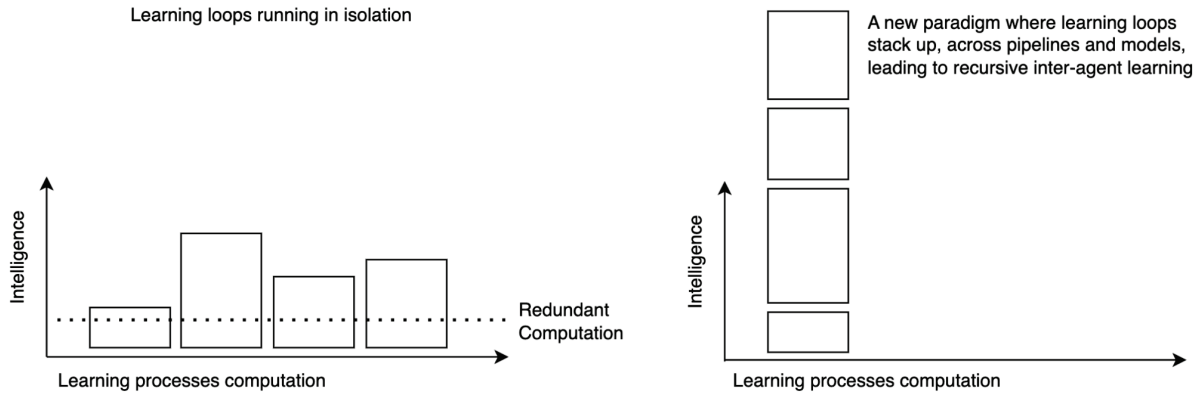 Learning loops running in isolation
Intelligence
Redundant
Computation
Learning processes computation
A new paradigm where learning loops
stack up, across pipelines and models,
leading to recursive inter-agent learning
Intelligence
Learning processes computation